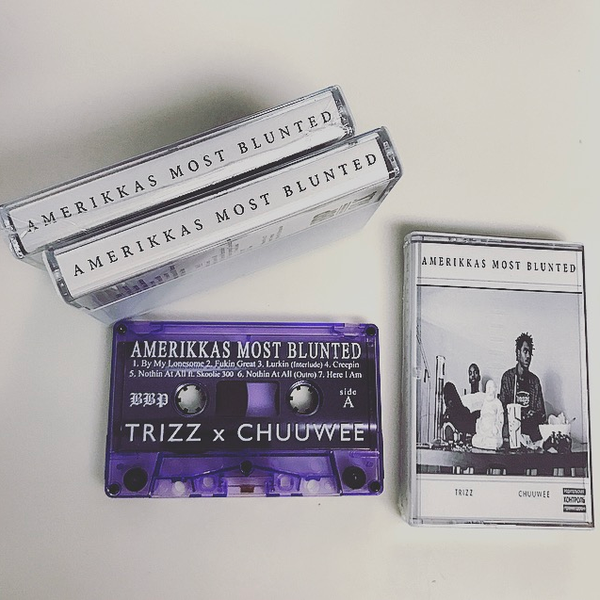 AMERIKKAS MOST BLUNTED
AMERIKKAS MOST BLUNTED
AMERIKKAS MOST BLUNTED
TRIZZ CHUUWEE
КОНТРОЛЬ
AMERIKKAS MOST BLUNTED
1. By My Lonesome 2. Fukin Great 3. Lurkin (Interlude) 4. Creepin
5. Nothin At All ft. Skoolie 300 6. Nothin At All (Outro) 7. Here I Am
BBP
side
A
TRIZZ x CHUUWEE